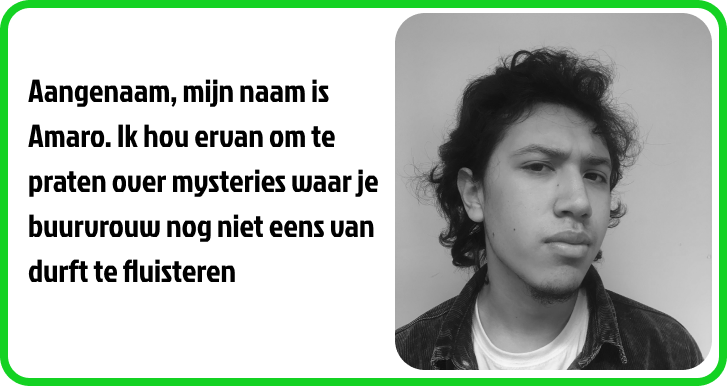 Aangenaam, mijn naam is
Amaro. Ik hou ervan om te
praten over mysteries waar je
buurvrouw nog niet eens van
durft te fluisteren